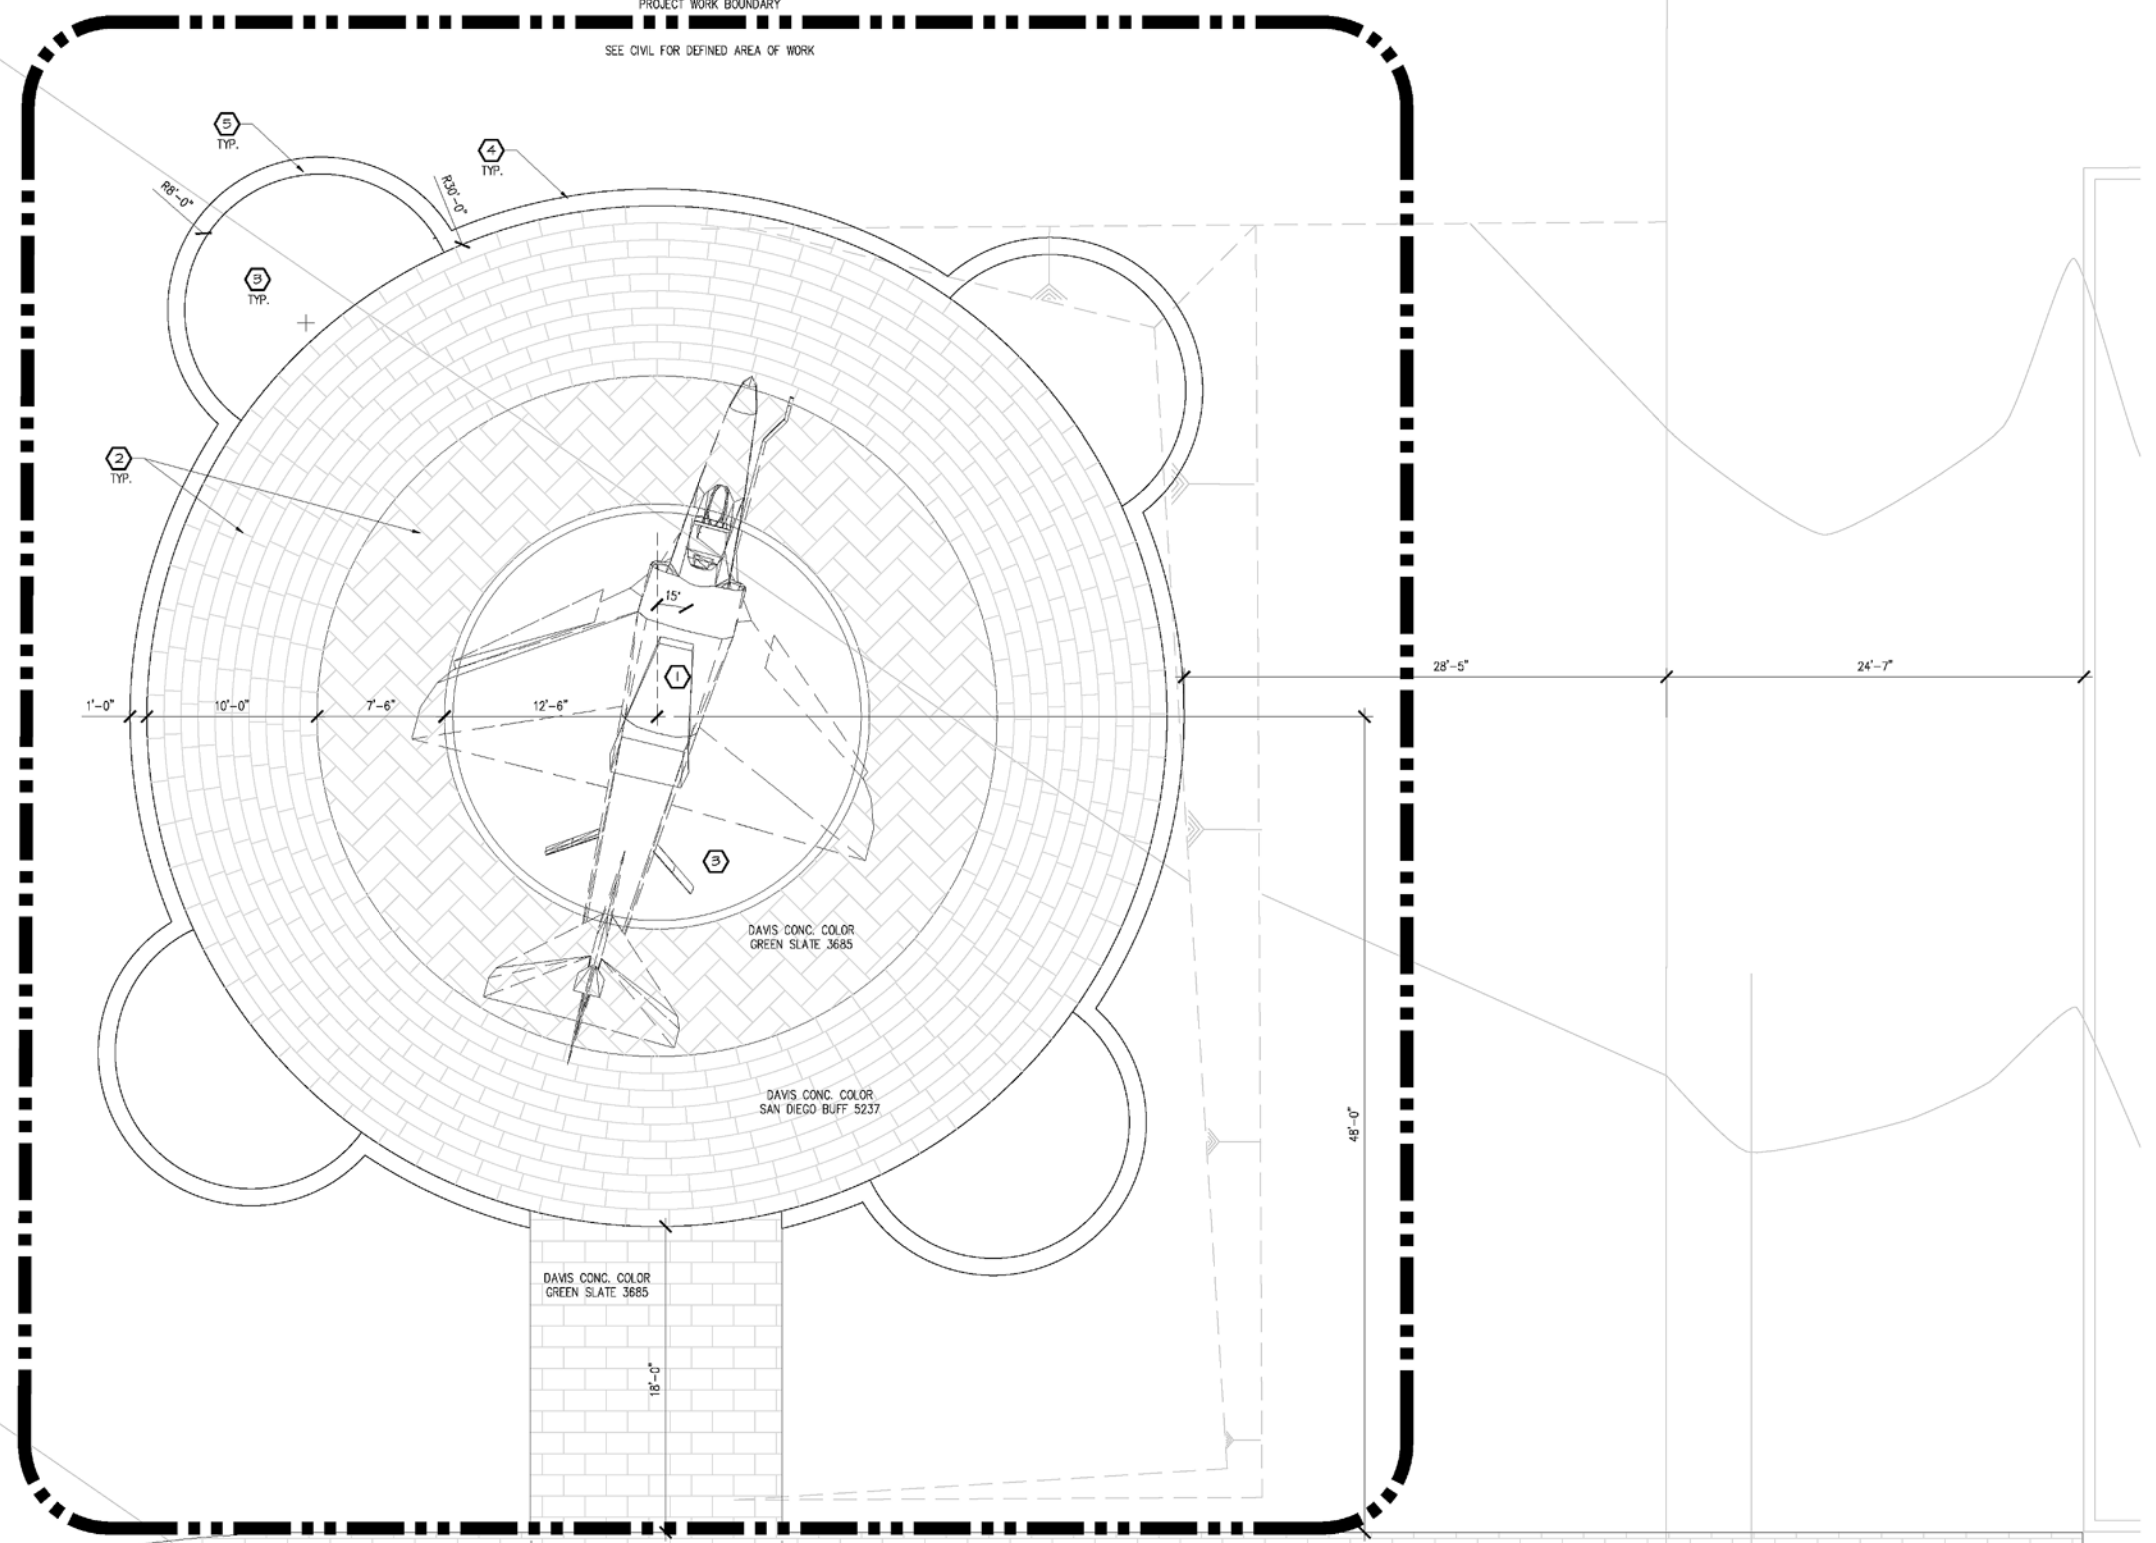 PROJECT WORK BOUNDARY
SEE CIVIL FOR DEFINED AREA OF WORK
5
TYP.
4
TYP.
R8'-0"
R30'-0"
3
TYP.
2
TYP.
15'
1
28'-5"
24'-7"
1'-0"
10'-0"
7'-6"
12'-6"
3
DAVIS CONC. COLOR
GREEN SLATE 3685
DAVIS CONC. COLOR
SAN DIEGO BUFF 5237
48'-0"
DAVIS CONC. COLOR
GREEN SLATE 3685
18'-0"